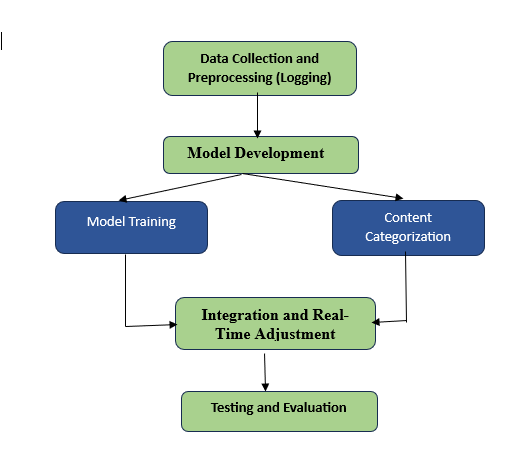 Data Collection and
Preprocessing (Logging)
Model Development
Model Training
Content
Categorization
Integration and Real-
Time Adjustment
Testing and Evaluation